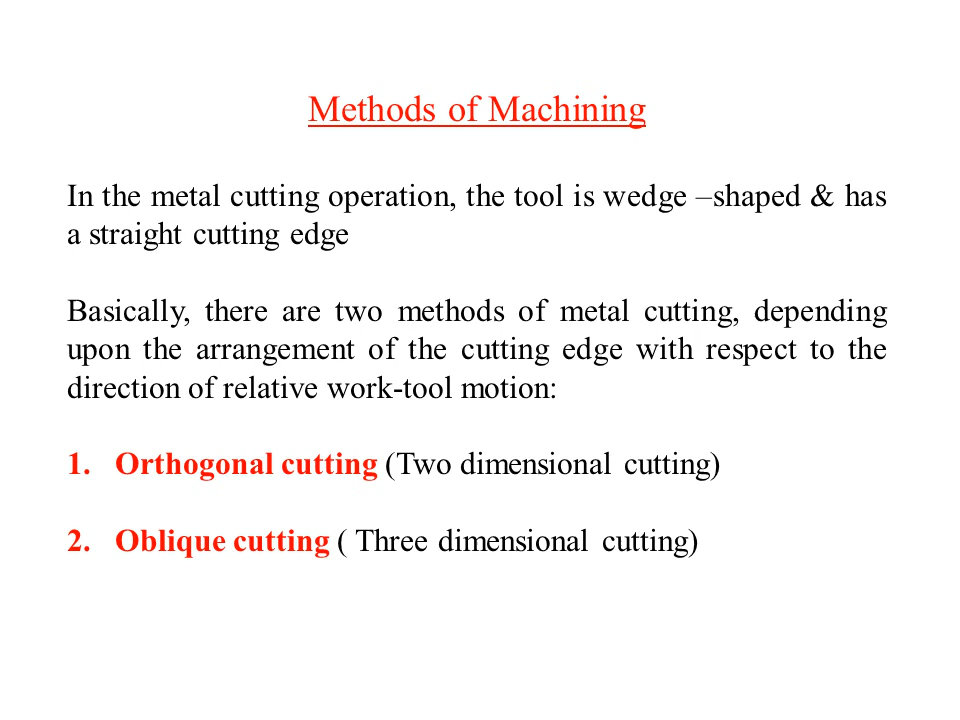 Methods of Machining
In the metal cutting operation, the tool is wedge –shaped & has
a straight cutting edge
Basically, there are two methods of metal cutting, depending
upon the arrangement of the cutting edge with respect to the
direction of relative work-tool motion:
1. Orthogonal cutting (Two dimensional cutting)
2. Oblique cutting ( Three dimensional cutting)